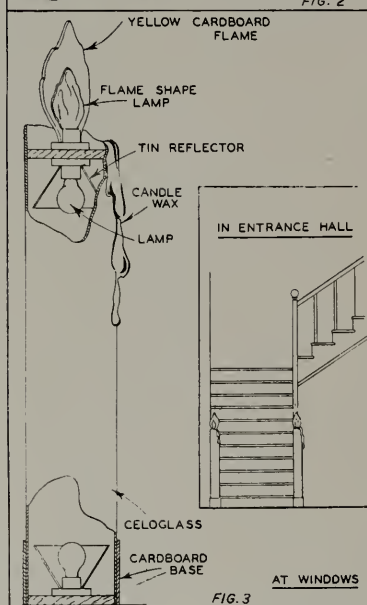 FIG. 2
YELLOW CARDBOARD
FLAME
FLAME SHAPE
LAMP
TIN REFLECTOR
CANDLE
WAX
LAMP
IN ENTRANCE HALL
CELOGLASS
CARDBOARD
BASE
AT WINDOWS
FIG. 3